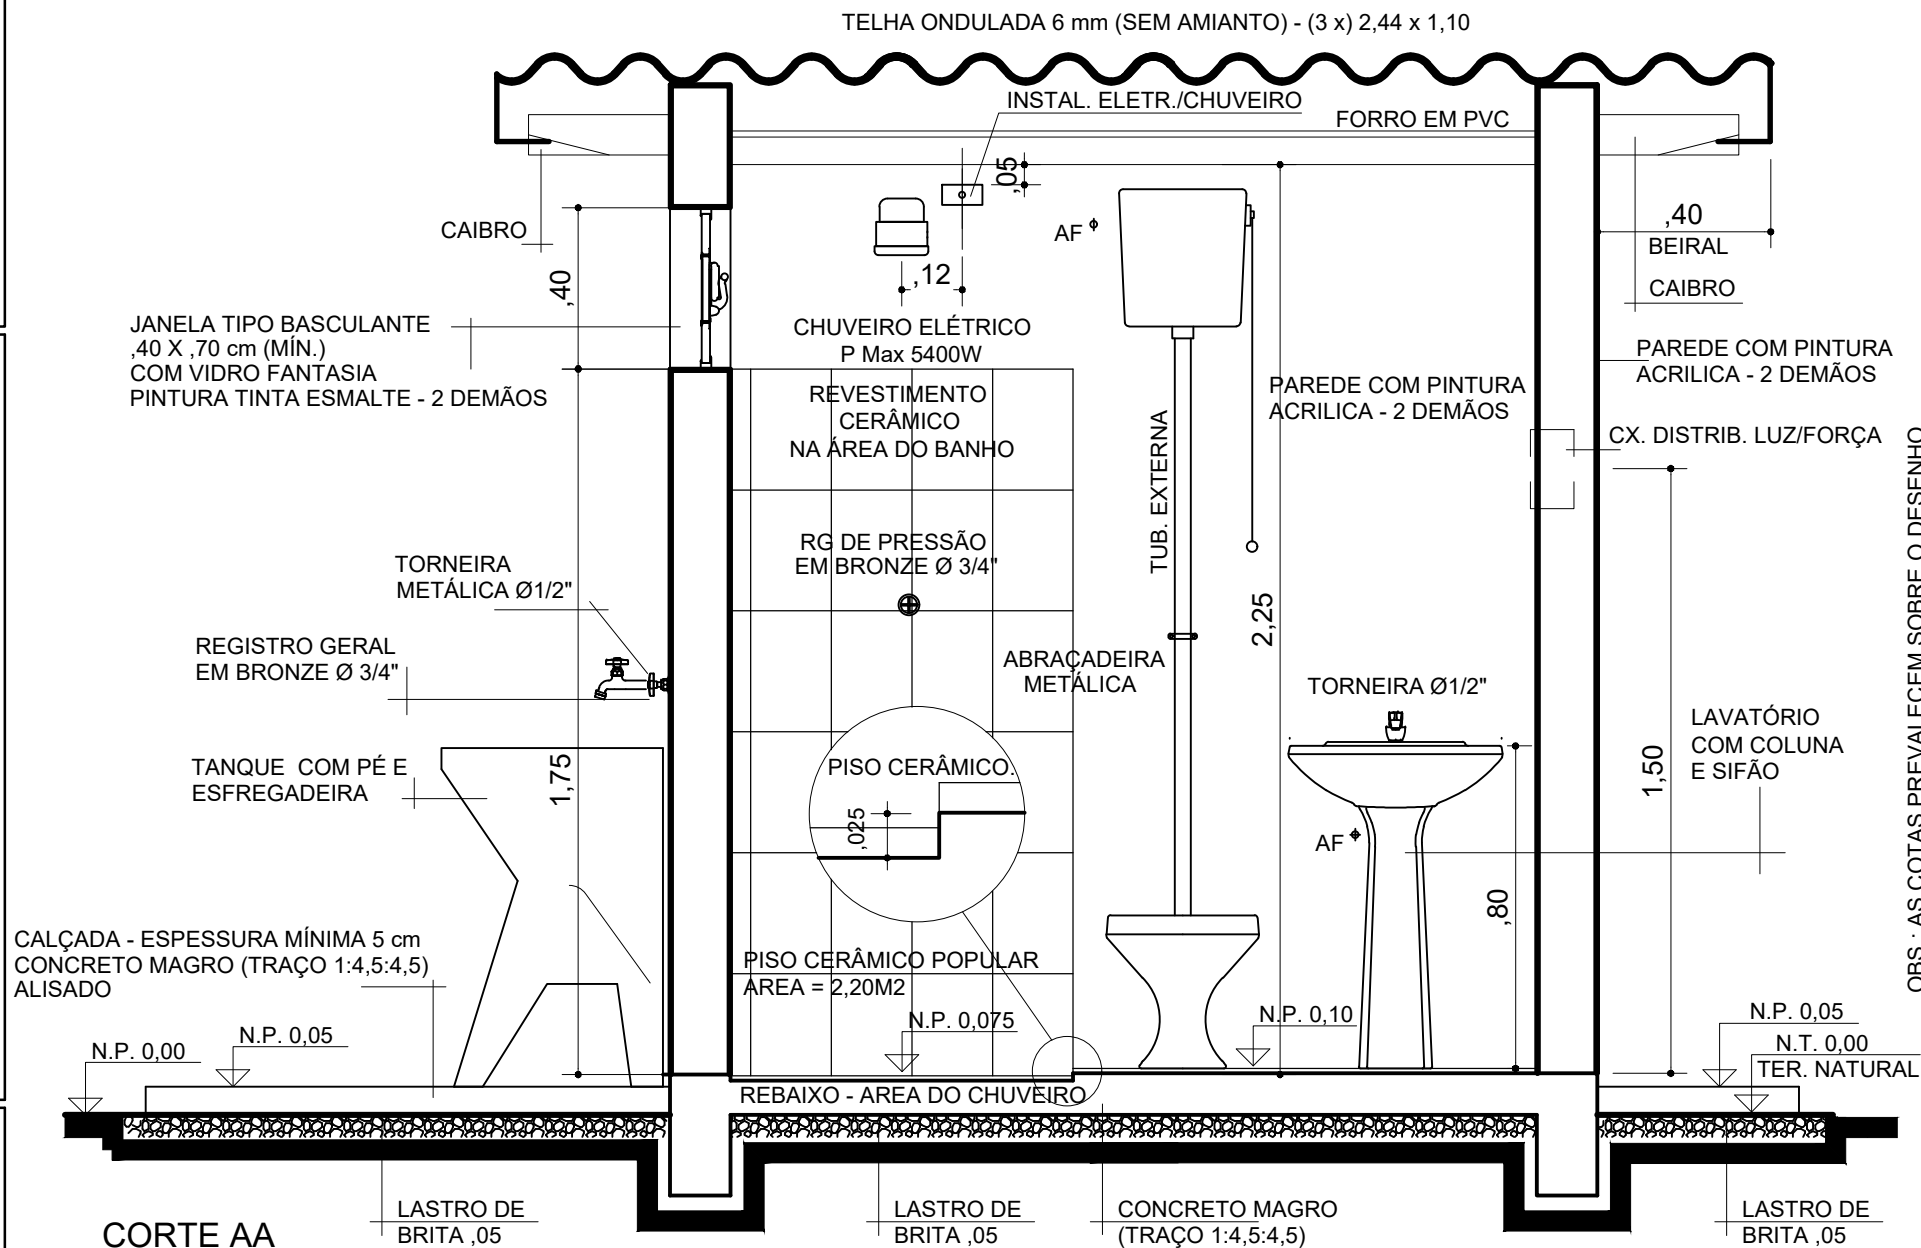 TELHA ONDULADA 6 mm (SEM AMIANTO) - (3 x) 2,44 x 1,10
INSTAL. ELETR./CHUVEIRO
FORRO EM PVC
,05
CAIBRO
AF
,40
BEIRAL
,40
,12
CAIBRO
JANELA TIPO BASCULANTE
,40 X ,70 cm (MÍN.)
COM VIDRO FANTASIA
PINTURA TINTA ESMALTE - 2 DEMÃOS
CHUVEIRO ELÉTRICO
P Max 5400W
REVESTIMENTO
CERÂMICO
NA ÁREA DO BANHO
PAREDE COM PINTURA
ACRILICA - 2 DEMÃOS
PAREDE COM PINTURA
ACRILICA - 2 DEMÃOS
CX. DISTRIB. LUZ/FORÇA
TUB. EXTERNA
RG DE PRESSÃO
EM BRONZE Ø 3/4"
TORNEIRA
METÁLICA Ø1/2"
2,25
REGISTRO GERAL
EM BRONZE Ø 3/4"
ABRAÇADEIRA
METÁLICA
TORNEIRA Ø1/2"
LAVATÓRIO
COM COLUNA
E SIFÃO
OBS.: AS COTAS PREVALECEM SOBRE O DESENHO
TANQUE COM PÉ E
ESFREGADEIRA
1,75
PISO CERÂMICO.
,025
1,50
AF
,80
CALÇADA - ESPESSURA MÍNIMA 5 cm
CONCRETO MAGRO (TRAÇO 1:4,5:4,5)
ALISADO
PISO CERÂMICO POPULAR
AREA = 2,20M2
N.P. 0,00
N.P. 0,05
N.P. 0,075
N.P. 0,10
N.P. 0,05
N.T. 0,00
TER. NATURAL
REBAIXO - AREA DO CHUVEIRO
LASTRO DE
BRITA ,05
LASTRO DE
BRITA ,05
CONCRETO MAGRO
(TRAÇO 1:4,5:4,5)
LASTRO DE
BRITA ,05
CORTE AA